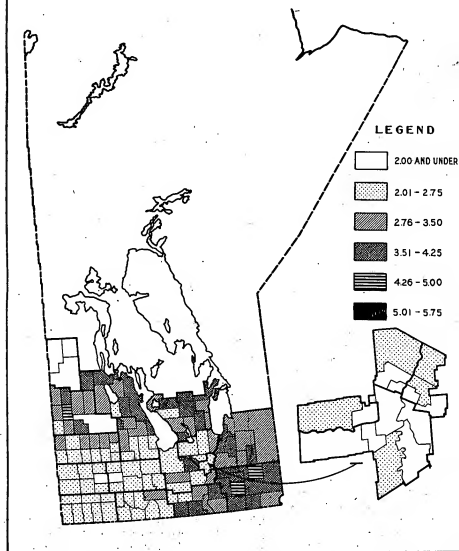 LEGEND
2.00 AND UNDER
2.01 - 2.75
2.76 - 3.50
3.51 - 4.25
4.26 - 5.00
5.01 - 5.75